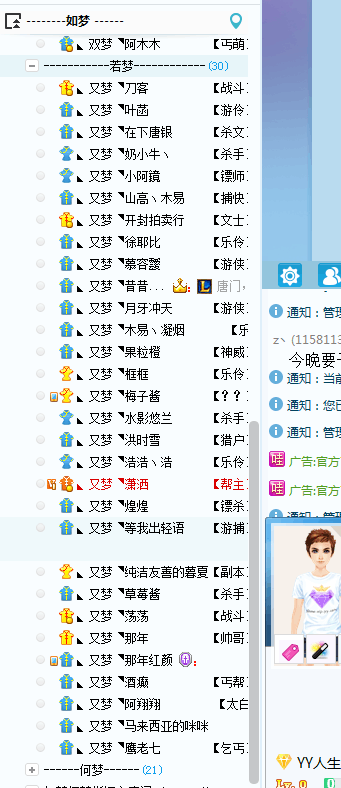 --------如梦 ------
双梦 ◥阿木木 【丐萌
-----------若梦------------(30)
◣ 又梦 ◥刀客 【战斗
◣ 又梦 ◥叶菡 【游伶
◣ 又梦 ◥在下唐银 【杀文
◣ 又梦 ◥奶小牛丶 【杀手
◣ 又梦 ◥小阿鏡 【镖师
◣ 又梦 ◥山高丶木易 【捕快
◣ 又梦 ◥开封拍卖行 【文士
◣ 又梦 ◥徐耶比 【乐伶
◣ 又梦 ◥慕容 【游侠
◣ 又梦 ◥昔昔... L 唐门,
◣ 又梦 ◥月牙冲天 【游侠
◣ 又梦 ◥木易丶凝烟 【乐
◣ 又梦 ◥果粒橙 【神威
◣ 又梦 ◥框框 【乐伶
◣ 又梦 ◥梅子酱 【？？】
◣ 又梦 ◥水影悠兰 【杀手
◣ 又梦 ◥洪时雪 【猎户
◣ 又梦 ◥浩浩丶浩 【乐伶
◣ 又梦 ◥潇洒 【帮主
◣ 又梦 ◥煌煌 【镖杀
◣ 又梦 ◥等我出轻语 【游捕
◣ 又梦 ◥纯洁友善的暮夏【副本
◣ 又梦 ◥草莓酱 【杀手
◣ 又梦 ◥荡荡 【战斗
◣ 又梦 ◥那年 【帅哥
◣ 又梦 ◥那年红颜
◣ 又梦 ◥酒癫 【丐帮
◣ 又梦 ◥阿翔翔 【太白
◣ 又梦 ◥马来西亚的咪咪
◣ 又梦 ◥鹰老七 【乞丐
------何梦------(21)
通知：管理
z丶(1158113
今晚要子
通知：当前
通知：您已
通知：管理
哇 广告:官方
哇 广告:官方
通知：管理
YY人生